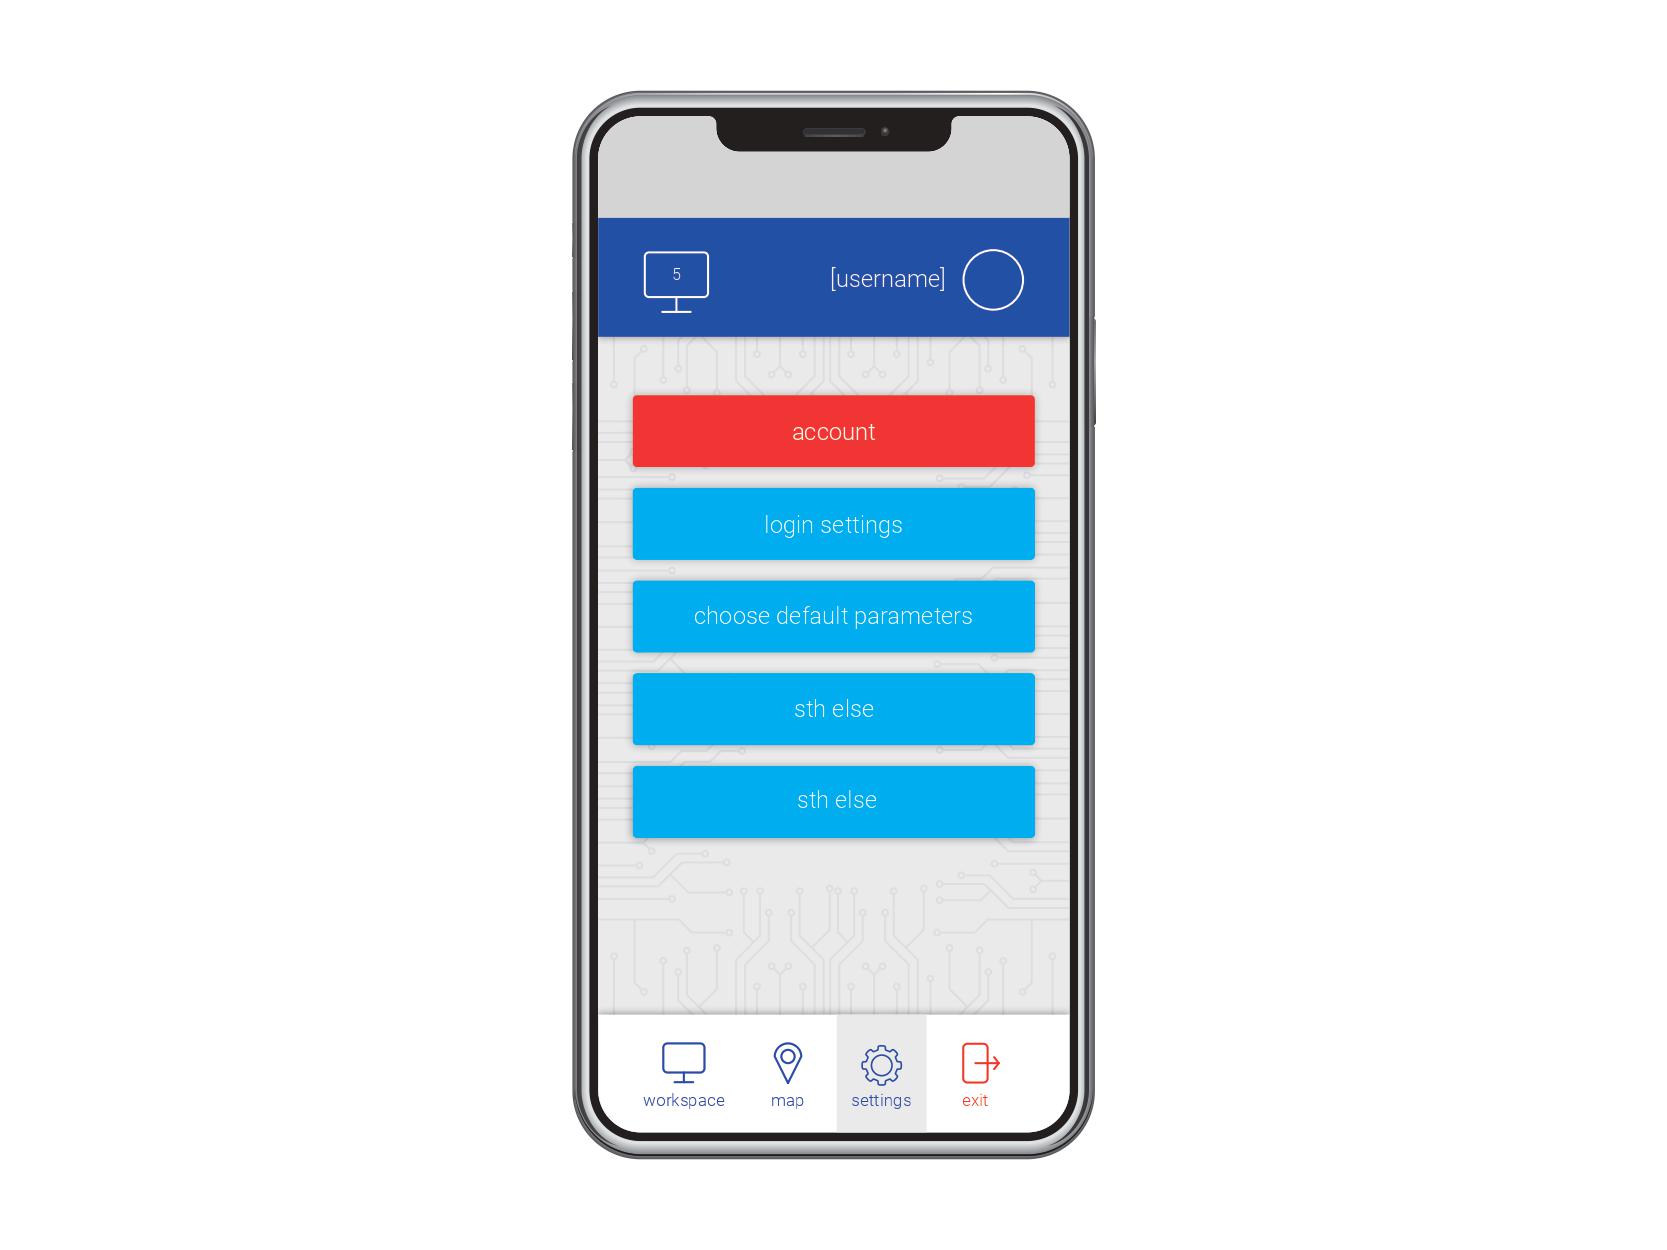 5
[username]
account
login settings
choose default parameters
sth else
sth else
workspace
map
settings
exit